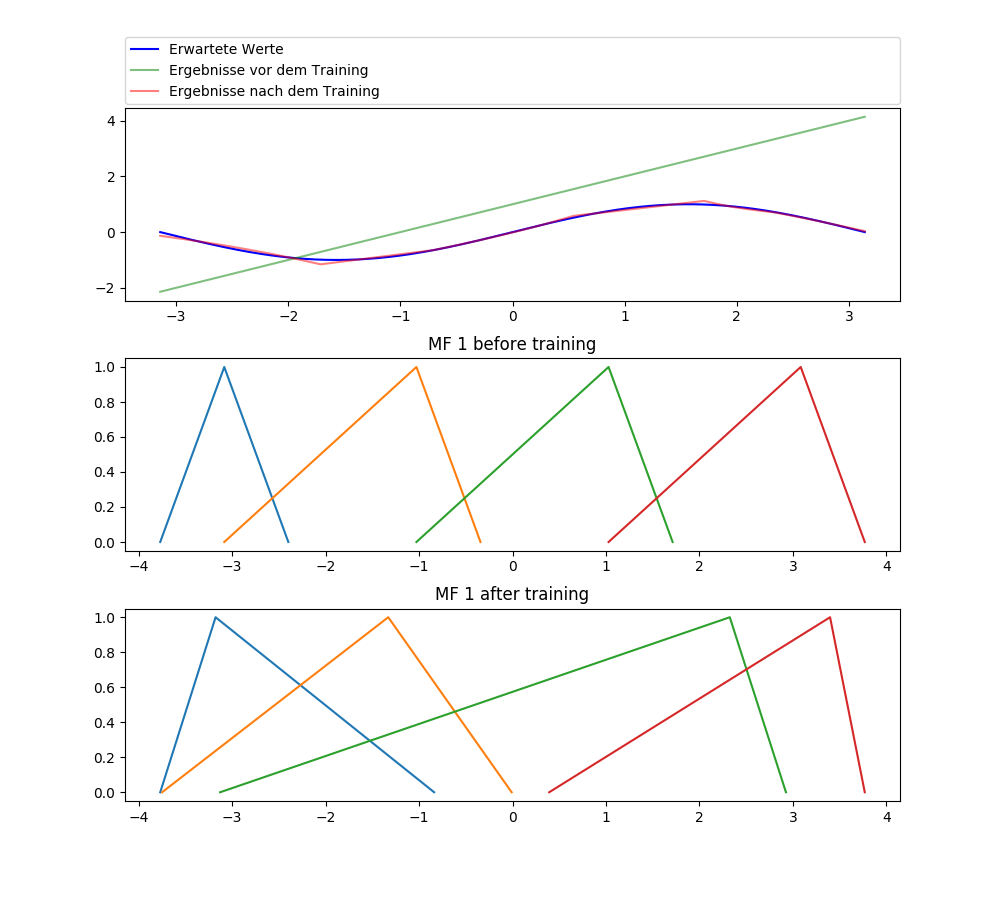 Erwartete Werte
Ergebnisse vor dem Training
Ergebnisse nach dem Training
4
2
0
−2
−3 −2 −1 0 1 2 3
MF 1 before training
1.0
0.8
0.6
0.4
0.2
0.0
−4 −3 −2 −1 0 1 2 3 4
MF 1 after training
1.0
0.8
0.6
0.4
0.2
0.0
−4 −3 −2 −1 0 1 2 3 4